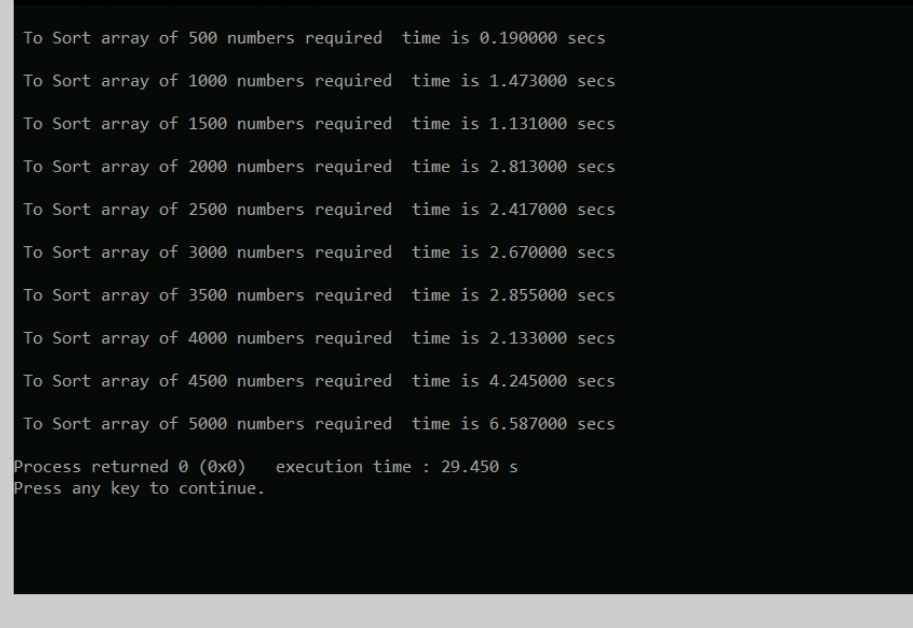 To Sort array of 500 numbers required  time is 0.190000 secs
To Sort array of 1000 numbers required  time is 1.473000 secs
To Sort array of 1500 numbers required  time is 1.131000 secs
To Sort array of 2000 numbers required  time is 2.813000 secs
To Sort array of 2500 numbers required  time is 2.417000 secs
To Sort array of 3000 numbers required  time is 2.670000 secs
To Sort array of 3500 numbers required  time is 2.855000 secs
To Sort array of 4000 numbers required  time is 2.133000 secs
To Sort array of 4500 numbers required  time is 4.245000 secs
To Sort array of 5000 numbers required  time is 6.587000 secs
Process returned 0 (0x0)   execution time : 29.450 s
Press any key to continue.